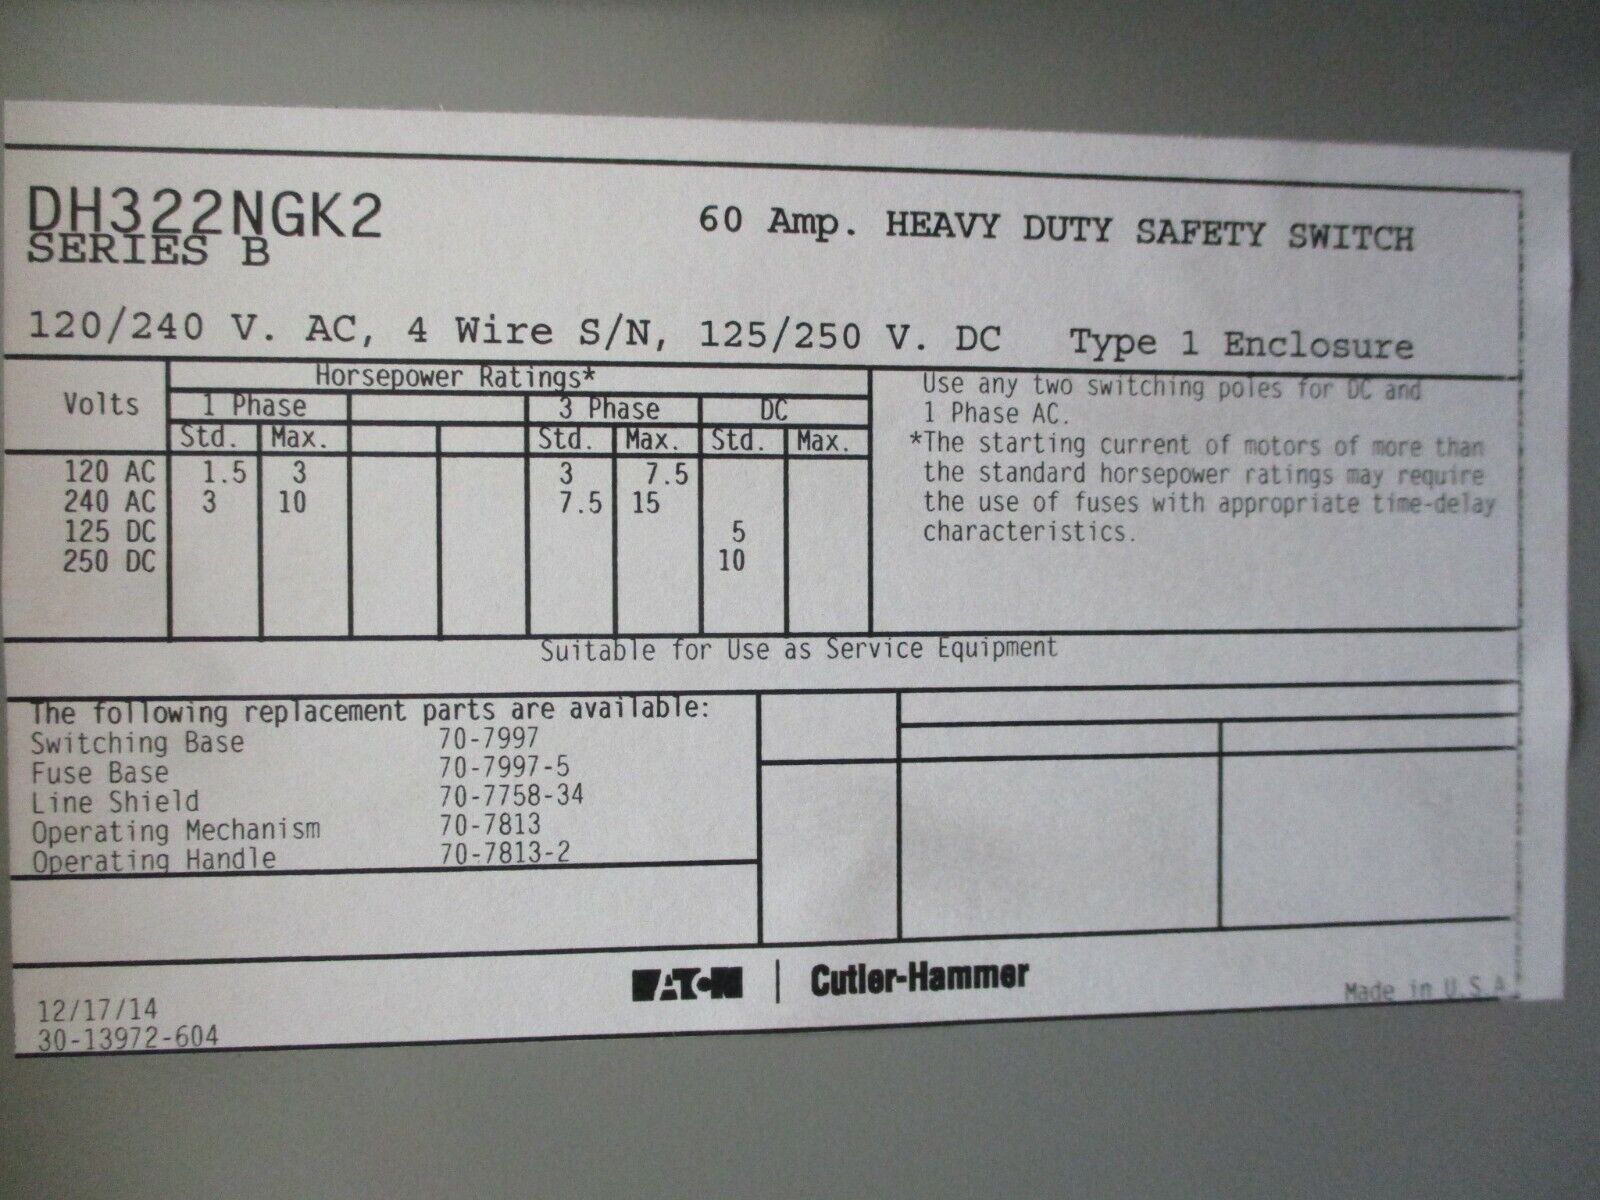 DH322NGK2
SERIES B
60 Amp. HEAVY DUTY SAFETY SWITCH
120/240 V. AC, 4 Wire S/N, 125/250 V. DC Type 1 Enclosure
Horsepower Ratings*
Volts 1 Phase 3 Phase DC
Std. Max. Std. Max. Std. Max.
120 AC 1.5 3 3 7.5
240 AC 3 10 7.5 15
125 DC 5
250 DC 10
Use any two switching poles for DC and
1 Phase AC.
*The starting current of motors of more than
the standard horsepower ratings may require
the use of fuses with appropriate time-delay
characteristics.
Suitable for Use as Service Equipment
The following replacement parts are available:
Switching Base 70-7997
Fuse Base 70-7997-5
Line Shield 70-7758-34
Operating Mechanism 70-7813
Operating Handle 70-7813-2
EATON | Cutler-Hammer
Made in U.S.A.
12/17/14
30-13972-604